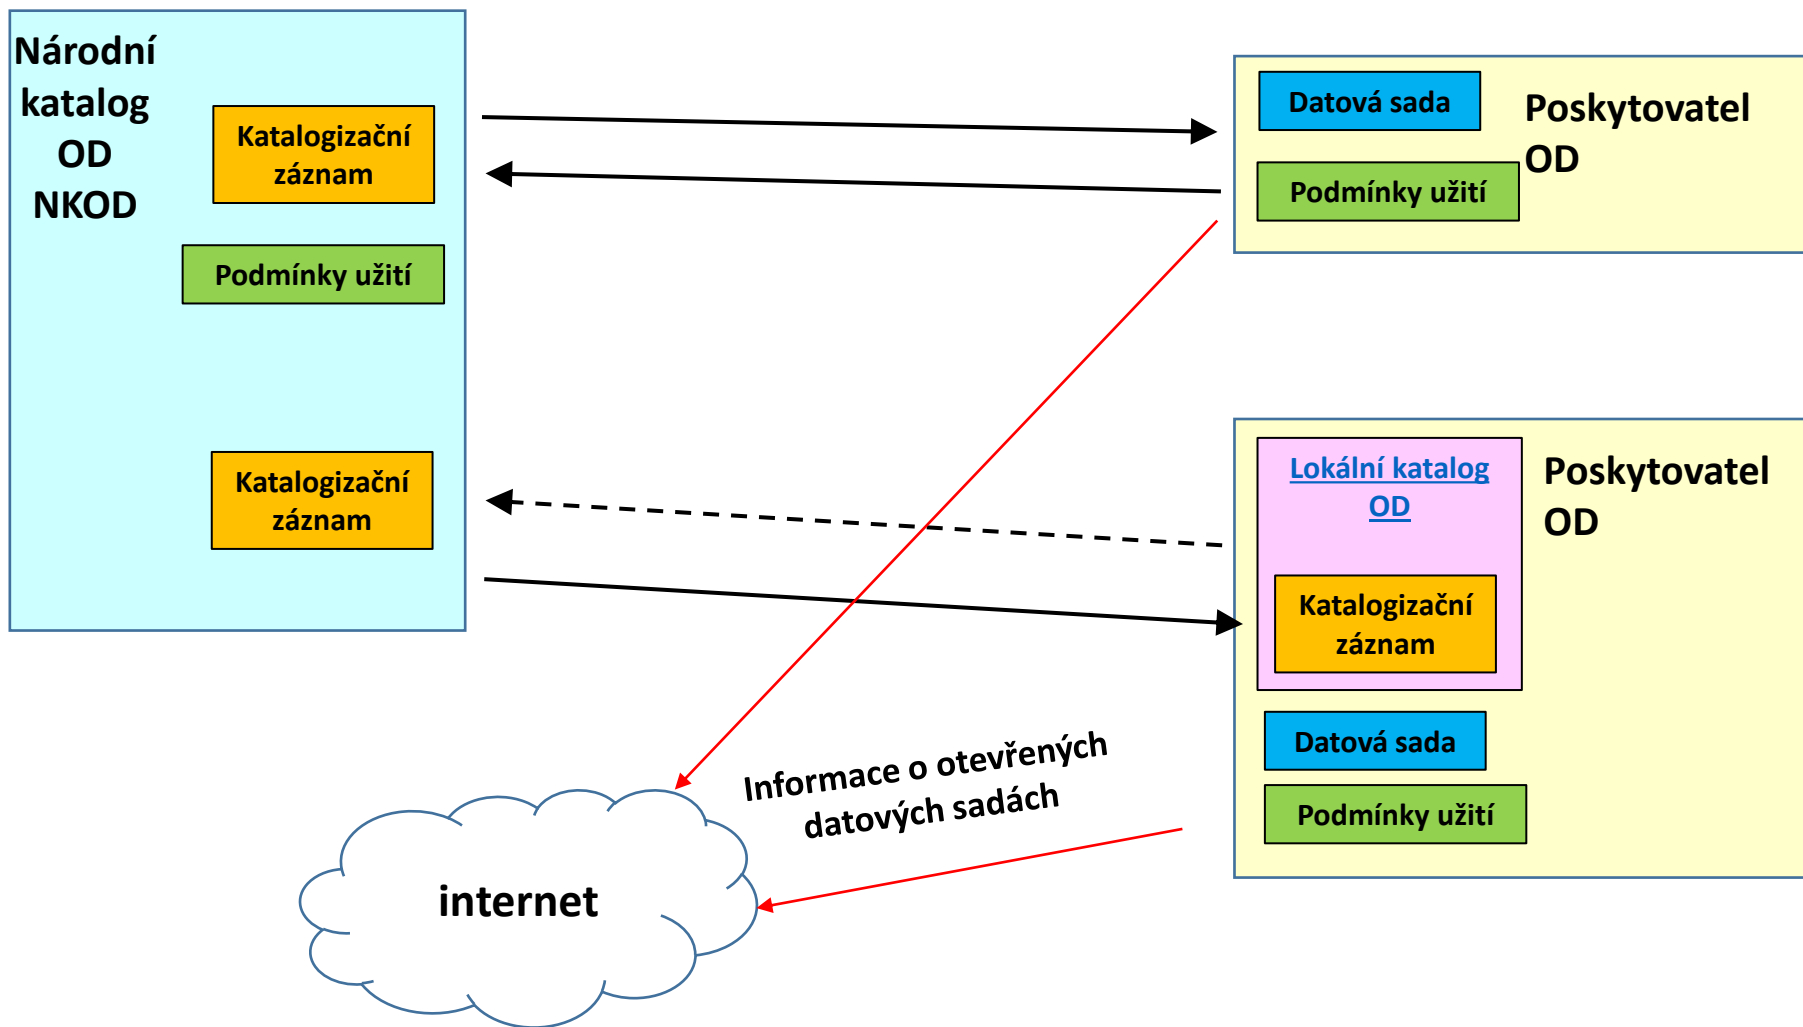 Národní
katalog
OD
NKOD
Katalogizační
záznam
Podmínky užití
Katalogizační
záznam
Datová sada
Podmínky užití
Poskytovatel
OD
Lokální katalog
OD
Katalogizační
záznam
Poskytovatel
OD
Datová sada
Podmínky užití
Informace o otevřených
datových sadách
internet